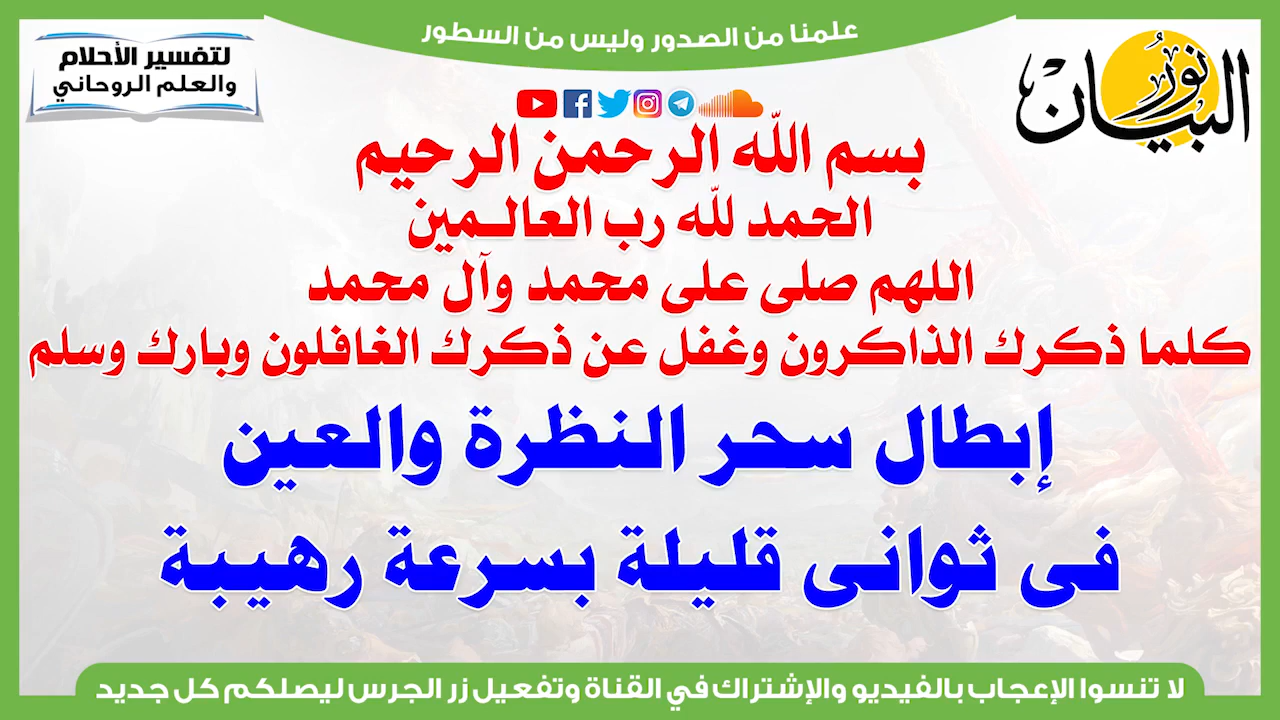 علمنا من الصدور وليس من السطور
نور البيان
لتفسير الأحلام
والعلم الروحاني
بسم الله الرحمن الرحيم
الحمد لله رب العالـمين
اللهم صلى على محمد وآل محمد
كلما ذكرك الذاكرون وغفل عن ذكرك الغافلون وبارك وسلم
إبطال سحر النظرة والعين
فى ثوانى قليلة بسرعة رهيبة
لا تنسوا الإعجاب بالفيديو والإشتراك في القناة وتفعيل زر الجرس ليصلكم كل جديد